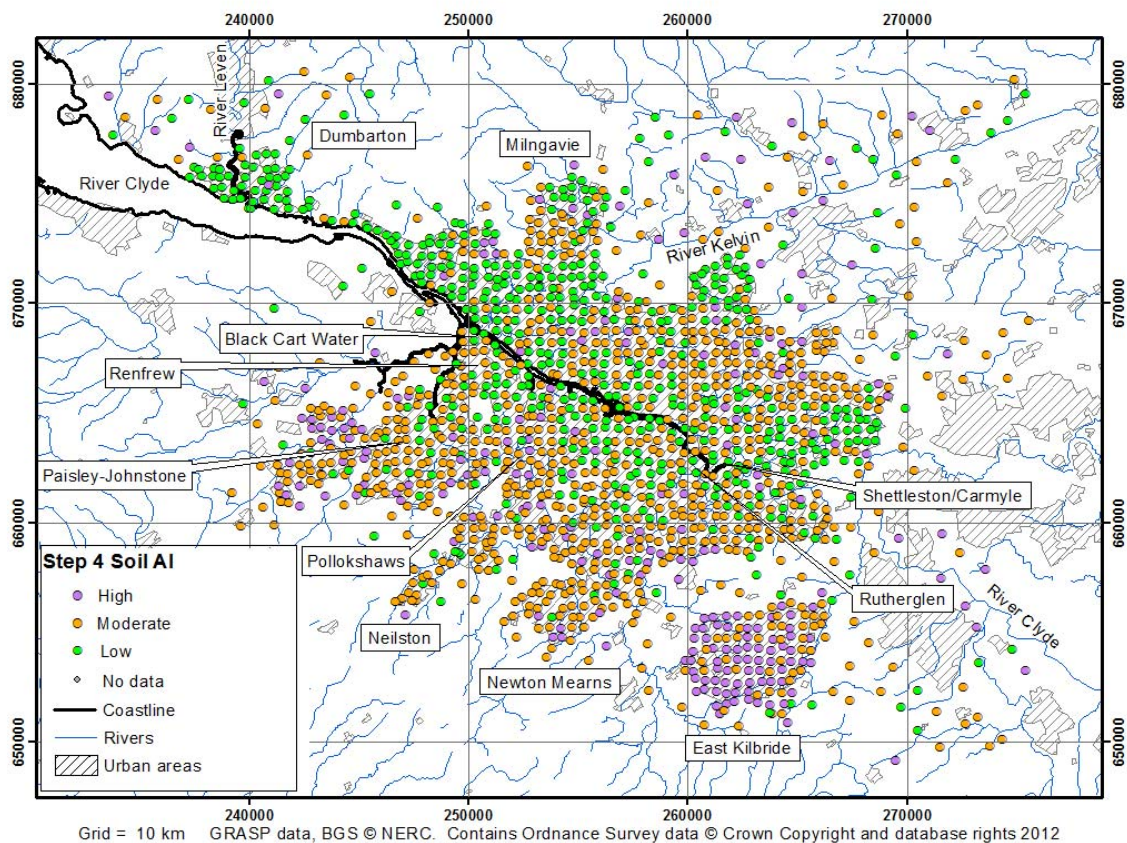 240000 250000 260000 270000
680000 680000
670000 670000
660000 660000
650000 650000
River Leven
Dumbarton
Milngavie
River Clyde
River Kelvin
Black Cart Water
Renfrew
Paisley-Johnstone
Shettleston/Carmyle
Pollokshaws
Rutherglen
River Clyde
Neilston
Newton Mearns
East Kilbride
Step 4 Soil Al
High
Moderate
Low
No data
Coastline
Rivers
Urban areas
240000 250000 260000 270000
Grid = 10 km GRASP data, BGS © NERC. Contains Ordnance Survey data © Crown Copyright and database rights 2012